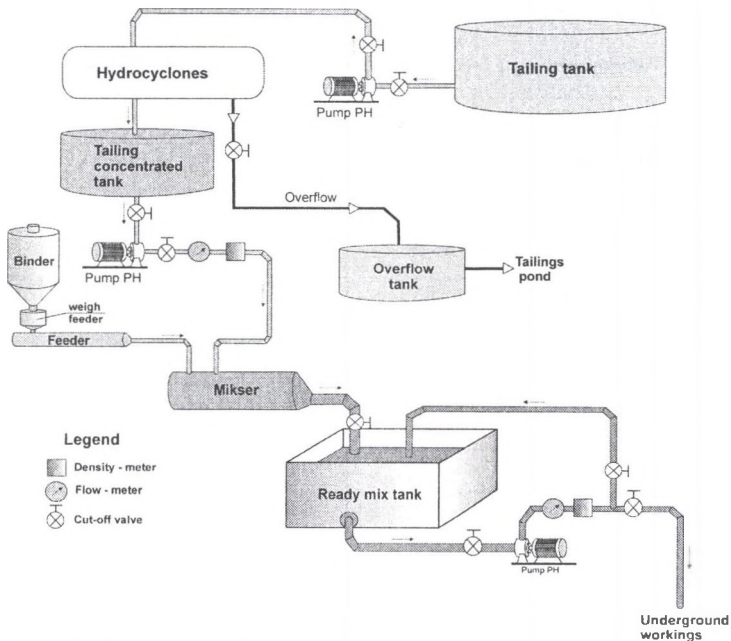 Hydrocyclones
Tailing tank
Pump PH
Tailing
concentrated
tank
Overflow
Binder
Pump PH
Overflow
tank
Tailings
pond
weigh
feeder
Feeder
Mikser
Legend
Density - meter
Flow - meter
Cut-off valve
Ready mix tank
Pump PH
Underground
workings